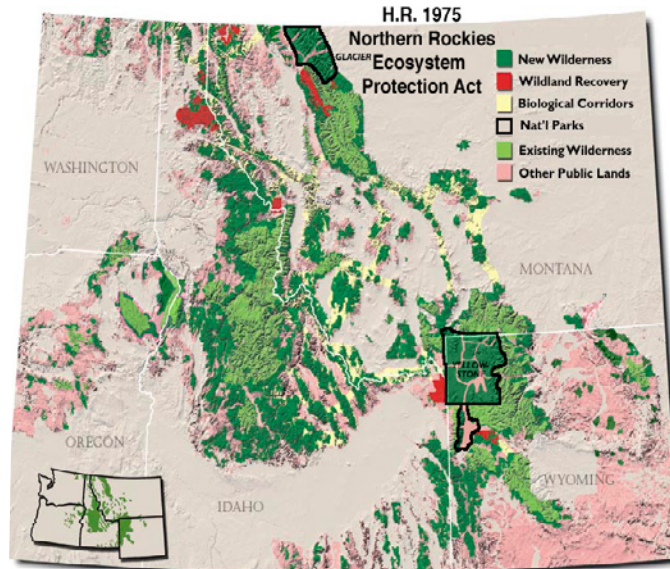 H.R. 1975
Northern Rockies
GLACIER
Ecosystem
Protection Act
New Wilderness
Wildland Recovery
Biological Corridors
Nat'l Parks
Existing Wilderness
Other Public Lands
WASHINGTON
MONTANA
OREGON
IDAHO
WYOMING